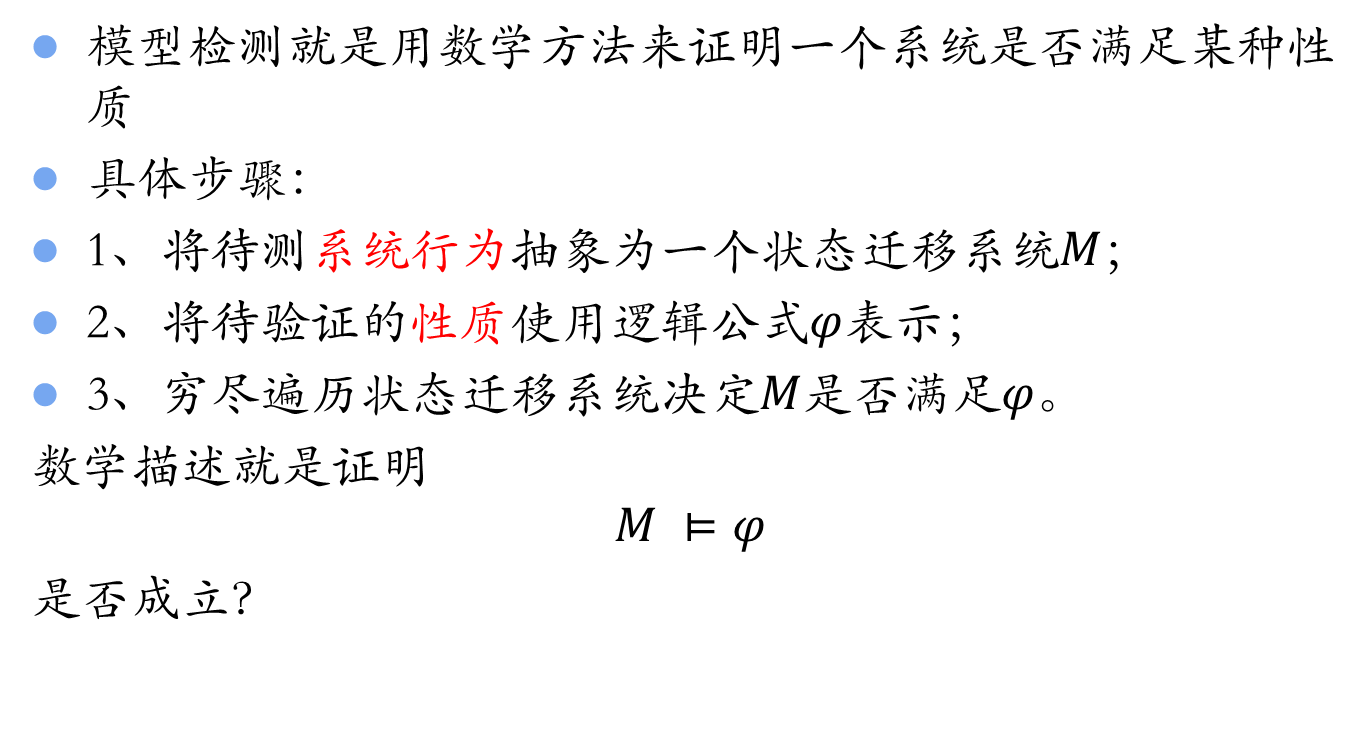 模型检测就是用数学方法来证明一个系统是否满足某种性
质
具体步骤：
1、将待测系统行为抽象为一个状态迁移系统M；
2、将待验证的性质使用逻辑公式φ表示；
3、穷尽遍历状态迁移系统决定M是否满足φ。
数学描述就是证明
M ⊨ φ
是否成立？